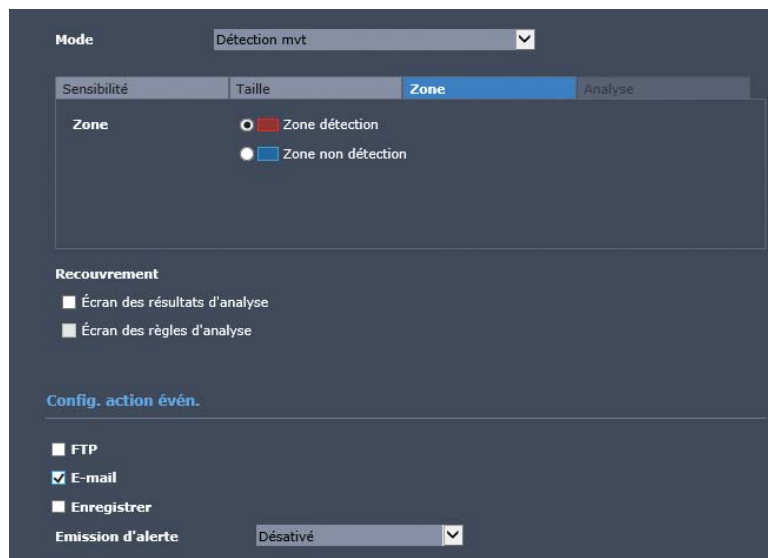 Mode Détection mvt
Sensibilité Taille Zone Analyse
Zone Zone détection
Zone non détection
Recouvrement
Écran des résultats d'analyse
Écran des règles d'analyse
Config. action évén.
FTP
E-mail
Enregistrer
Emission d'alerte Désativé